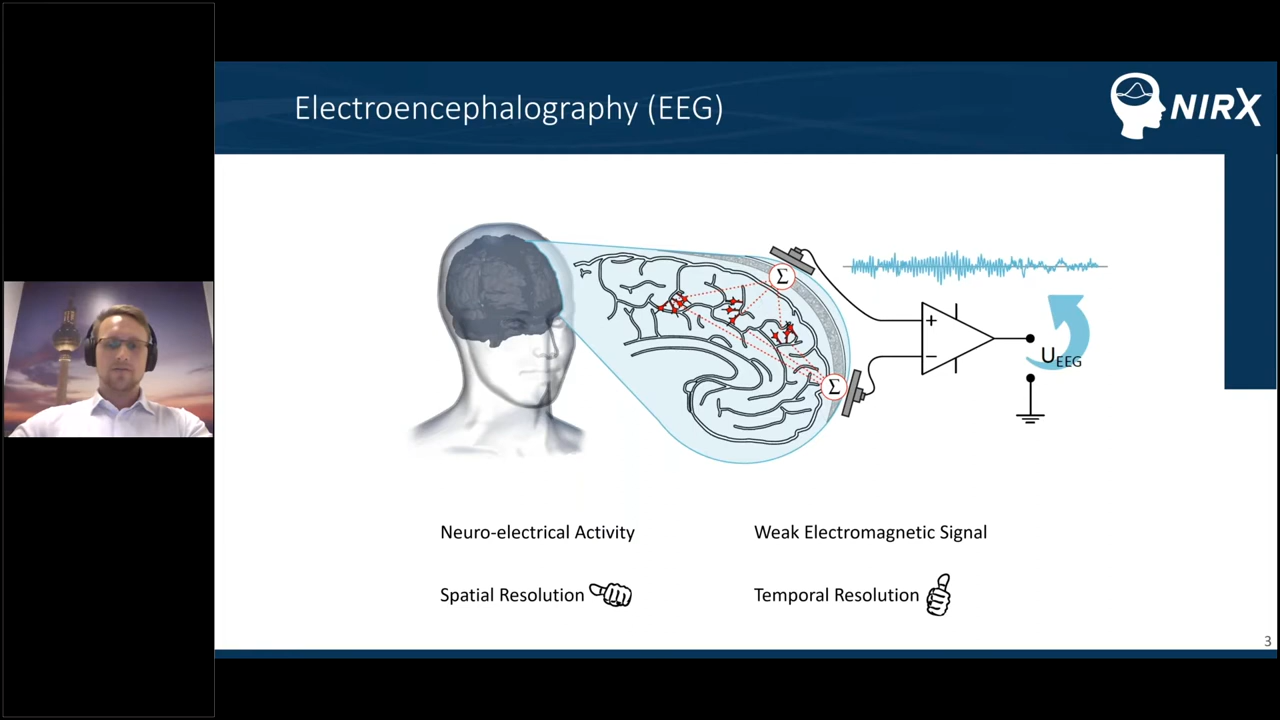 Electroencephalography (EEG)
NIRX
Σ
Σ
+
−
U_EEG
Neuro-electrical Activity
Weak Electromagnetic Signal
Spatial Resolution
Temporal Resolution
3